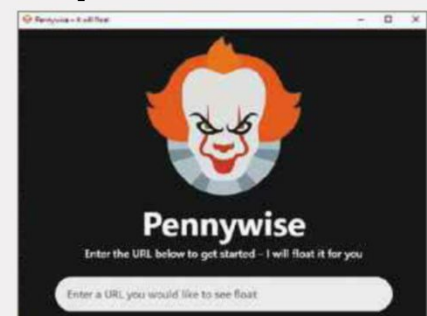 Pennywise – It will float
Pennywise
Enter the URL below to get started – I will float it for you
Enter a URL you would like to see float